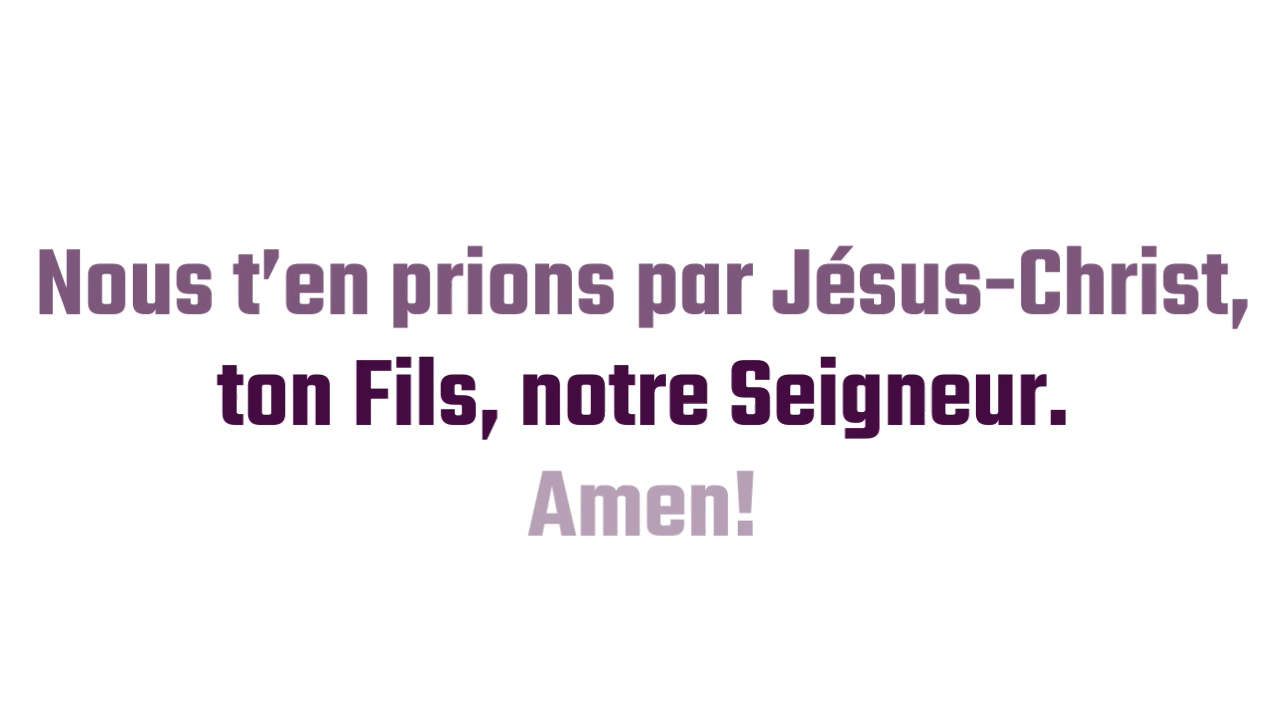 Nous t’en prions par Jésus-Christ,
ton Fils, notre Seigneur.
Amen!